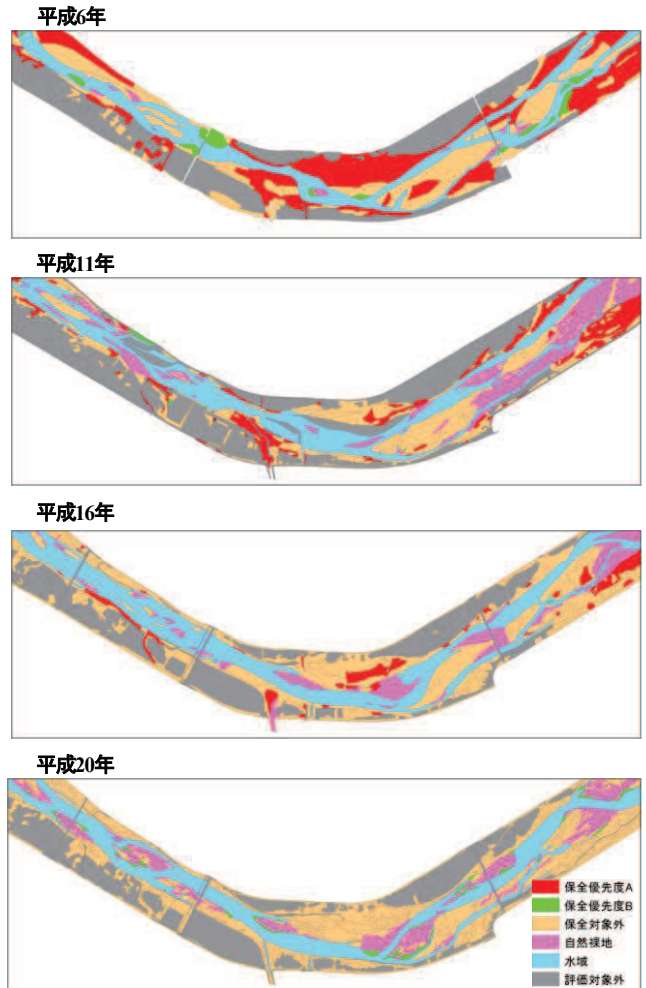 平成6年
平成11年
平成16年
平成20年
保全優先度A
保全優先度B
保全対象外
自然裸地
水域
評価対象外